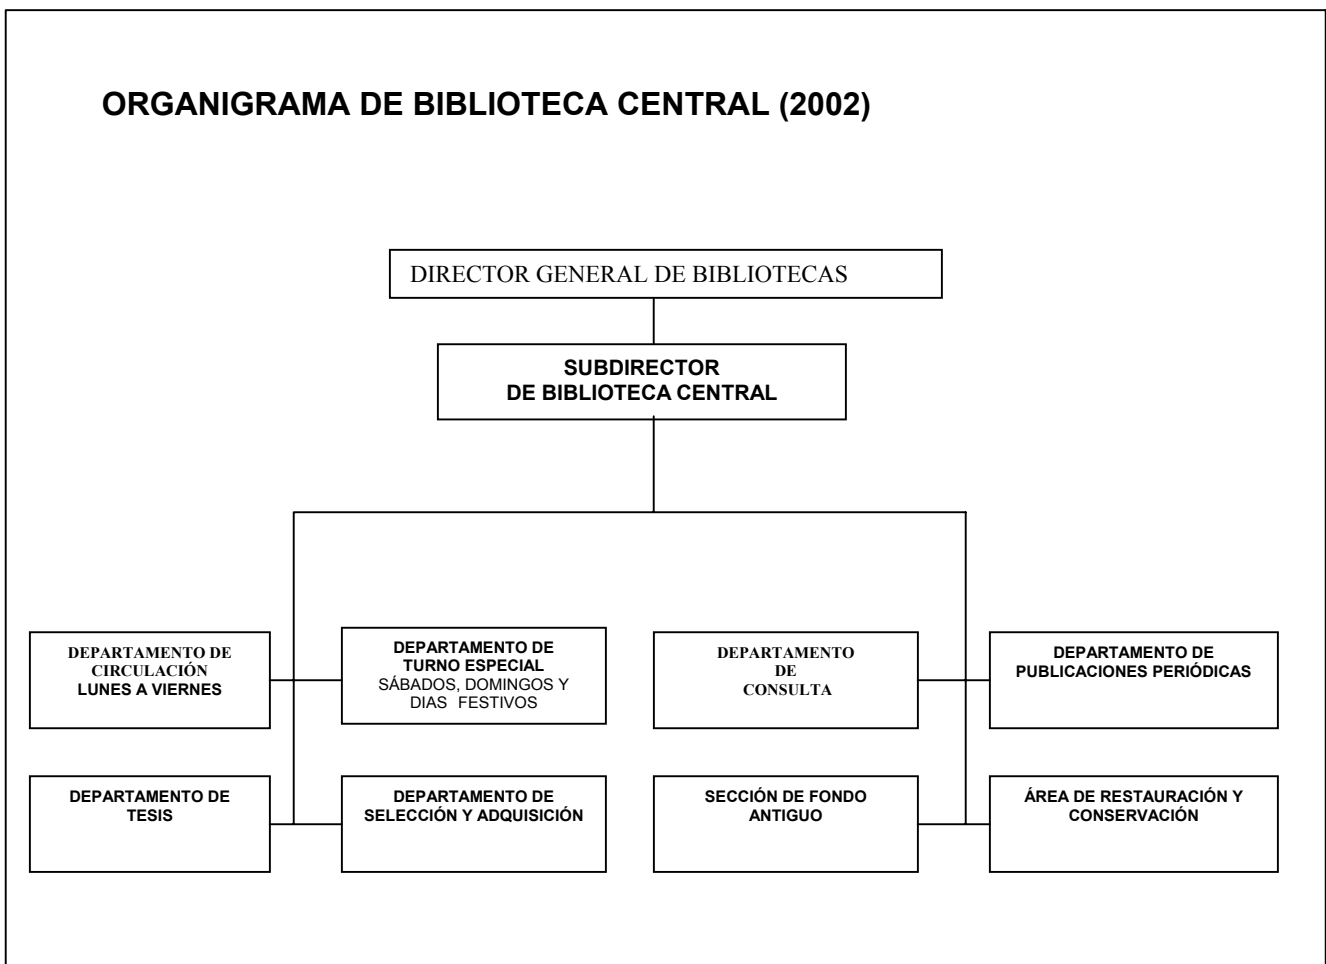 ORGANIGRAMA DE BIBLIOTECA CENTRAL (2002)
DIRECTOR GENERAL DE BIBLIOTECAS
SUBDIRECTOR
DE BIBLIOTECA CENTRAL
DEPARTAMENTO DE
CIRCULACIÓN
LUNES A VIERNES
DEPARTAMENTO DE
TURNO ESPECIAL
SÁBADOS, DOMINGOS Y
DIAS FESTIVOS
DEPARTAMENTO
DE
CONSULTA
DEPARTAMENTO DE
PUBLICACIONES PERIÓDICAS
DEPARTAMENTO DE
TESIS
DEPARTAMENTO DE
SELECCIÓN Y ADQUISICIÓN
SECCIÓN DE FONDO
ANTIGUO
ÁREA DE RESTAURACIÓN Y
CONSERVACIÓN